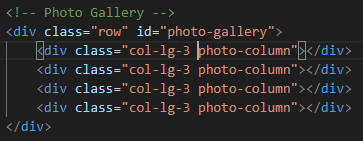 <!-- Photo Gallery -->
<div class="row" id="photo-gallery">
<div class="col-lg-3 photo-column"></div>
<div class="col-lg-3 photo-column"></div>
<div class="col-lg-3 photo-column"></div>
<div class="col-lg-3 photo-column"></div>
</div>